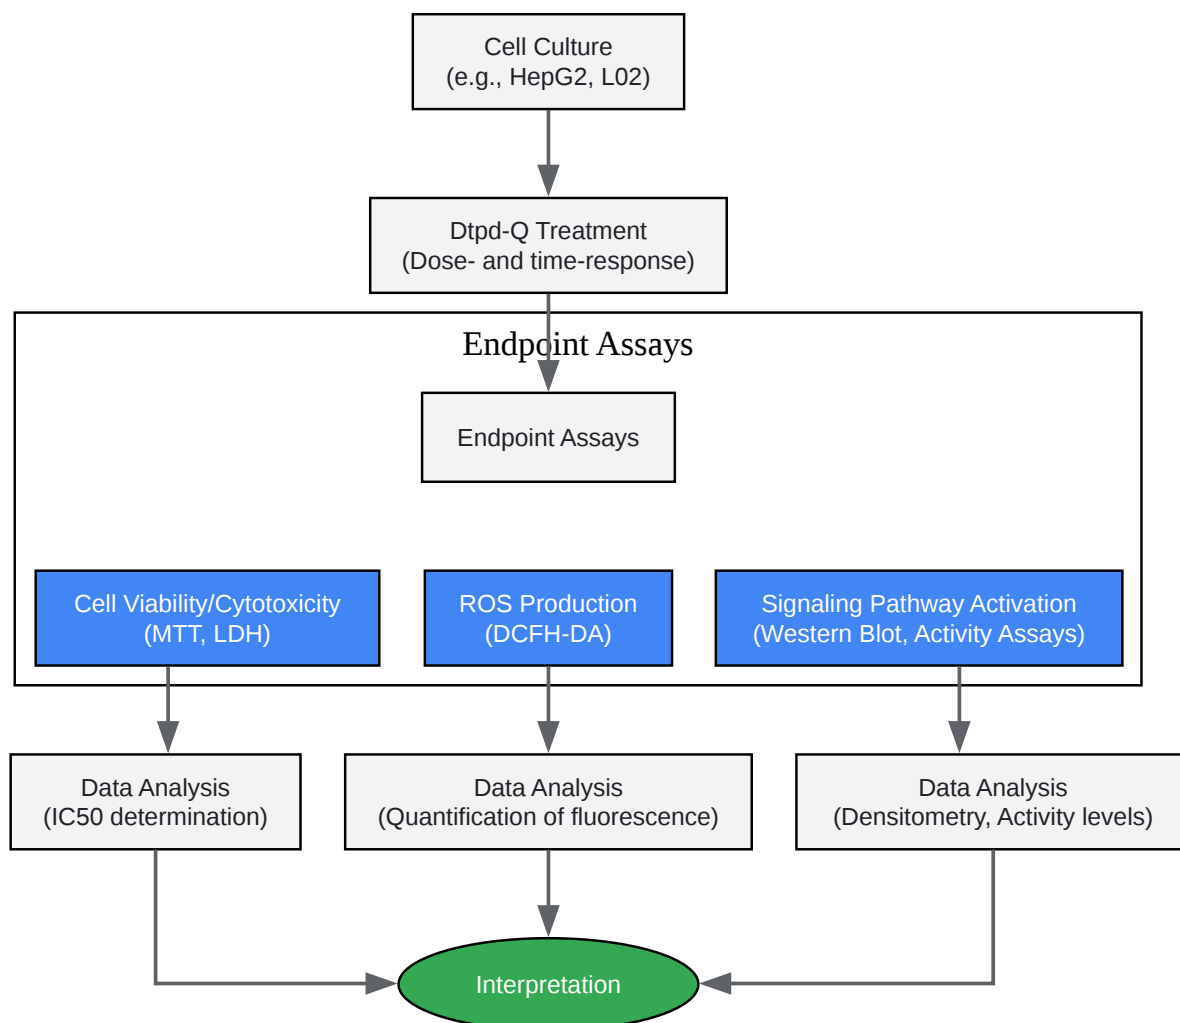 Cell Culture
(e.g., HepG2, L02)
Dtpd-Q Treatment
(Dose- and time-response)
Endpoint Assays
Endpoint Assays
Cell Viability/Cytotoxicity
(MTT, LDH)
ROS Production
(DCFH-DA)
Signaling Pathway Activation
(Western Blot, Activity Assays)
Data Analysis
(IC50 determination)
Data Analysis
(Quantification of fluorescence)
Data Analysis
(Densitometry, Activity levels)
Interpretation